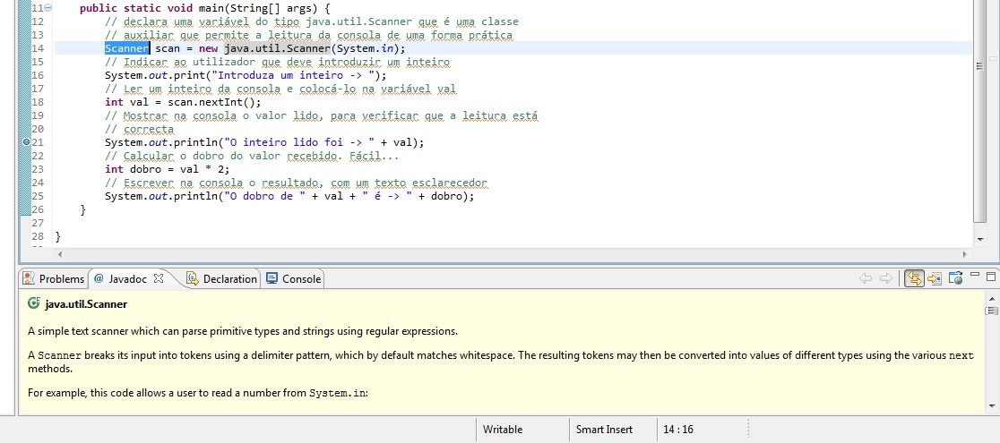 11 public static void main(String[] args) {
12 // declara uma variável do tipo java.util.Scanner que é uma classe
13 // auxiliar que permite a leitura da consola de uma forma prática
14 Scanner scan = new java.util.Scanner(System.in);
15 // Indicar ao utilizador que deve introduzir um inteiro
16 System.out.print("Introduza um inteiro -> ");
17 // Ler um inteiro da consola e colocá-lo na variável val
18 int val = scan.nextInt();
19 // Mostrar na consola o valor lido, para verificar que a leitura está
20 // correcta
21 System.out.println("O inteiro lido foi -> " + val);
22 // Calcular o dobro do valor recebido. Fácil...
23 int dobro = val * 2;
24 // Escrever na consola o resultado, com um texto esclarecedor
25 System.out.println("O dobro de " + val + " é -> " + dobro);
26 }
27
28 }
Problems @ Javadoc Declaration Console
java.util.Scanner
A simple text scanner which can parse primitive types and strings using regular expressions.
A Scanner breaks its input into tokens using a delimiter pattern, which by default matches whitespace. The resulting tokens may then be converted into values of different types using the various next
methods.
For example, this code allows a user to read a number from System.in:
Writable Smart Insert 14 : 16